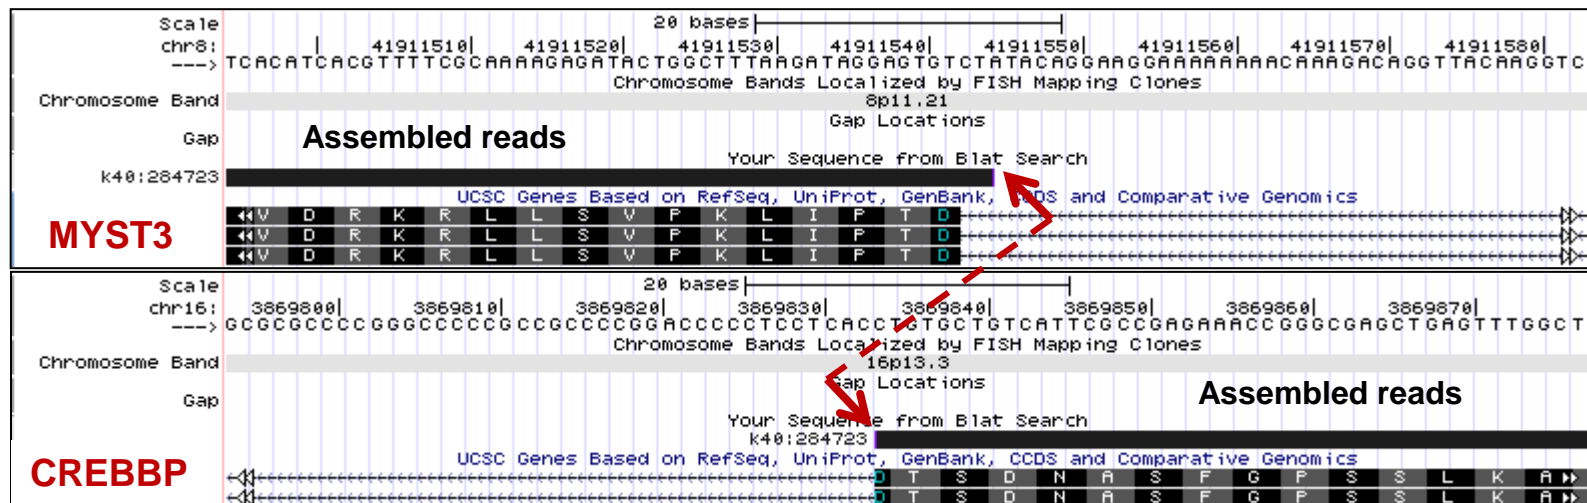 Scale 20 bases
chr8: 41911510| 41911520| 41911530| 41911540| 41911550| 41911560| 41911570| 41911580|
---> TCACATCACGTTTTCGCAAAAGAGATACTGGCTTTAAGATAGGAGTGTCTATACAGGAAGGAAAAAAAAACAAAGACAGGTTACAAGGTC
Chromosome Bands Localized by FISH Mapping Clones
Chromosome Band 8p11.21
Gap Locations
Gap
Assembled reads
Your Sequence from Blat Search
k40:284723
UCSC Genes Based on RefSeq, UniProt, GenBank, CCDS and Comparative Genomics
MYST3
V D R K R L L S V P K L I P T D
V D R K R L L S V P K L I P T D
V D R K R L L S V P K L I P T D
Scale 20 bases
chr16: 3869800| 3869810| 3869820| 3869830| 3869840| 3869850| 3869860| 3869870|
---> GCGCGCCCCGGGCCCCCGCCGCCCCGGACCCCCTCCTCACCTGTGCTGTCATTCGCCGAGAAACCGGGCGAGCTGAGTTTGGCT
Chromosome Bands Localized by FISH Mapping Clones
Chromosome Band 16p13.3
Gap Locations
Gap
Assembled reads
Your Sequence from Blat Search
k40:284723
UCSC Genes Based on RefSeq, UniProt, GenBank, CCDS and Comparative Genomics
CREBBP
D T S D N A S F G P S S L K A
D T S D N A S F G P S S L K A